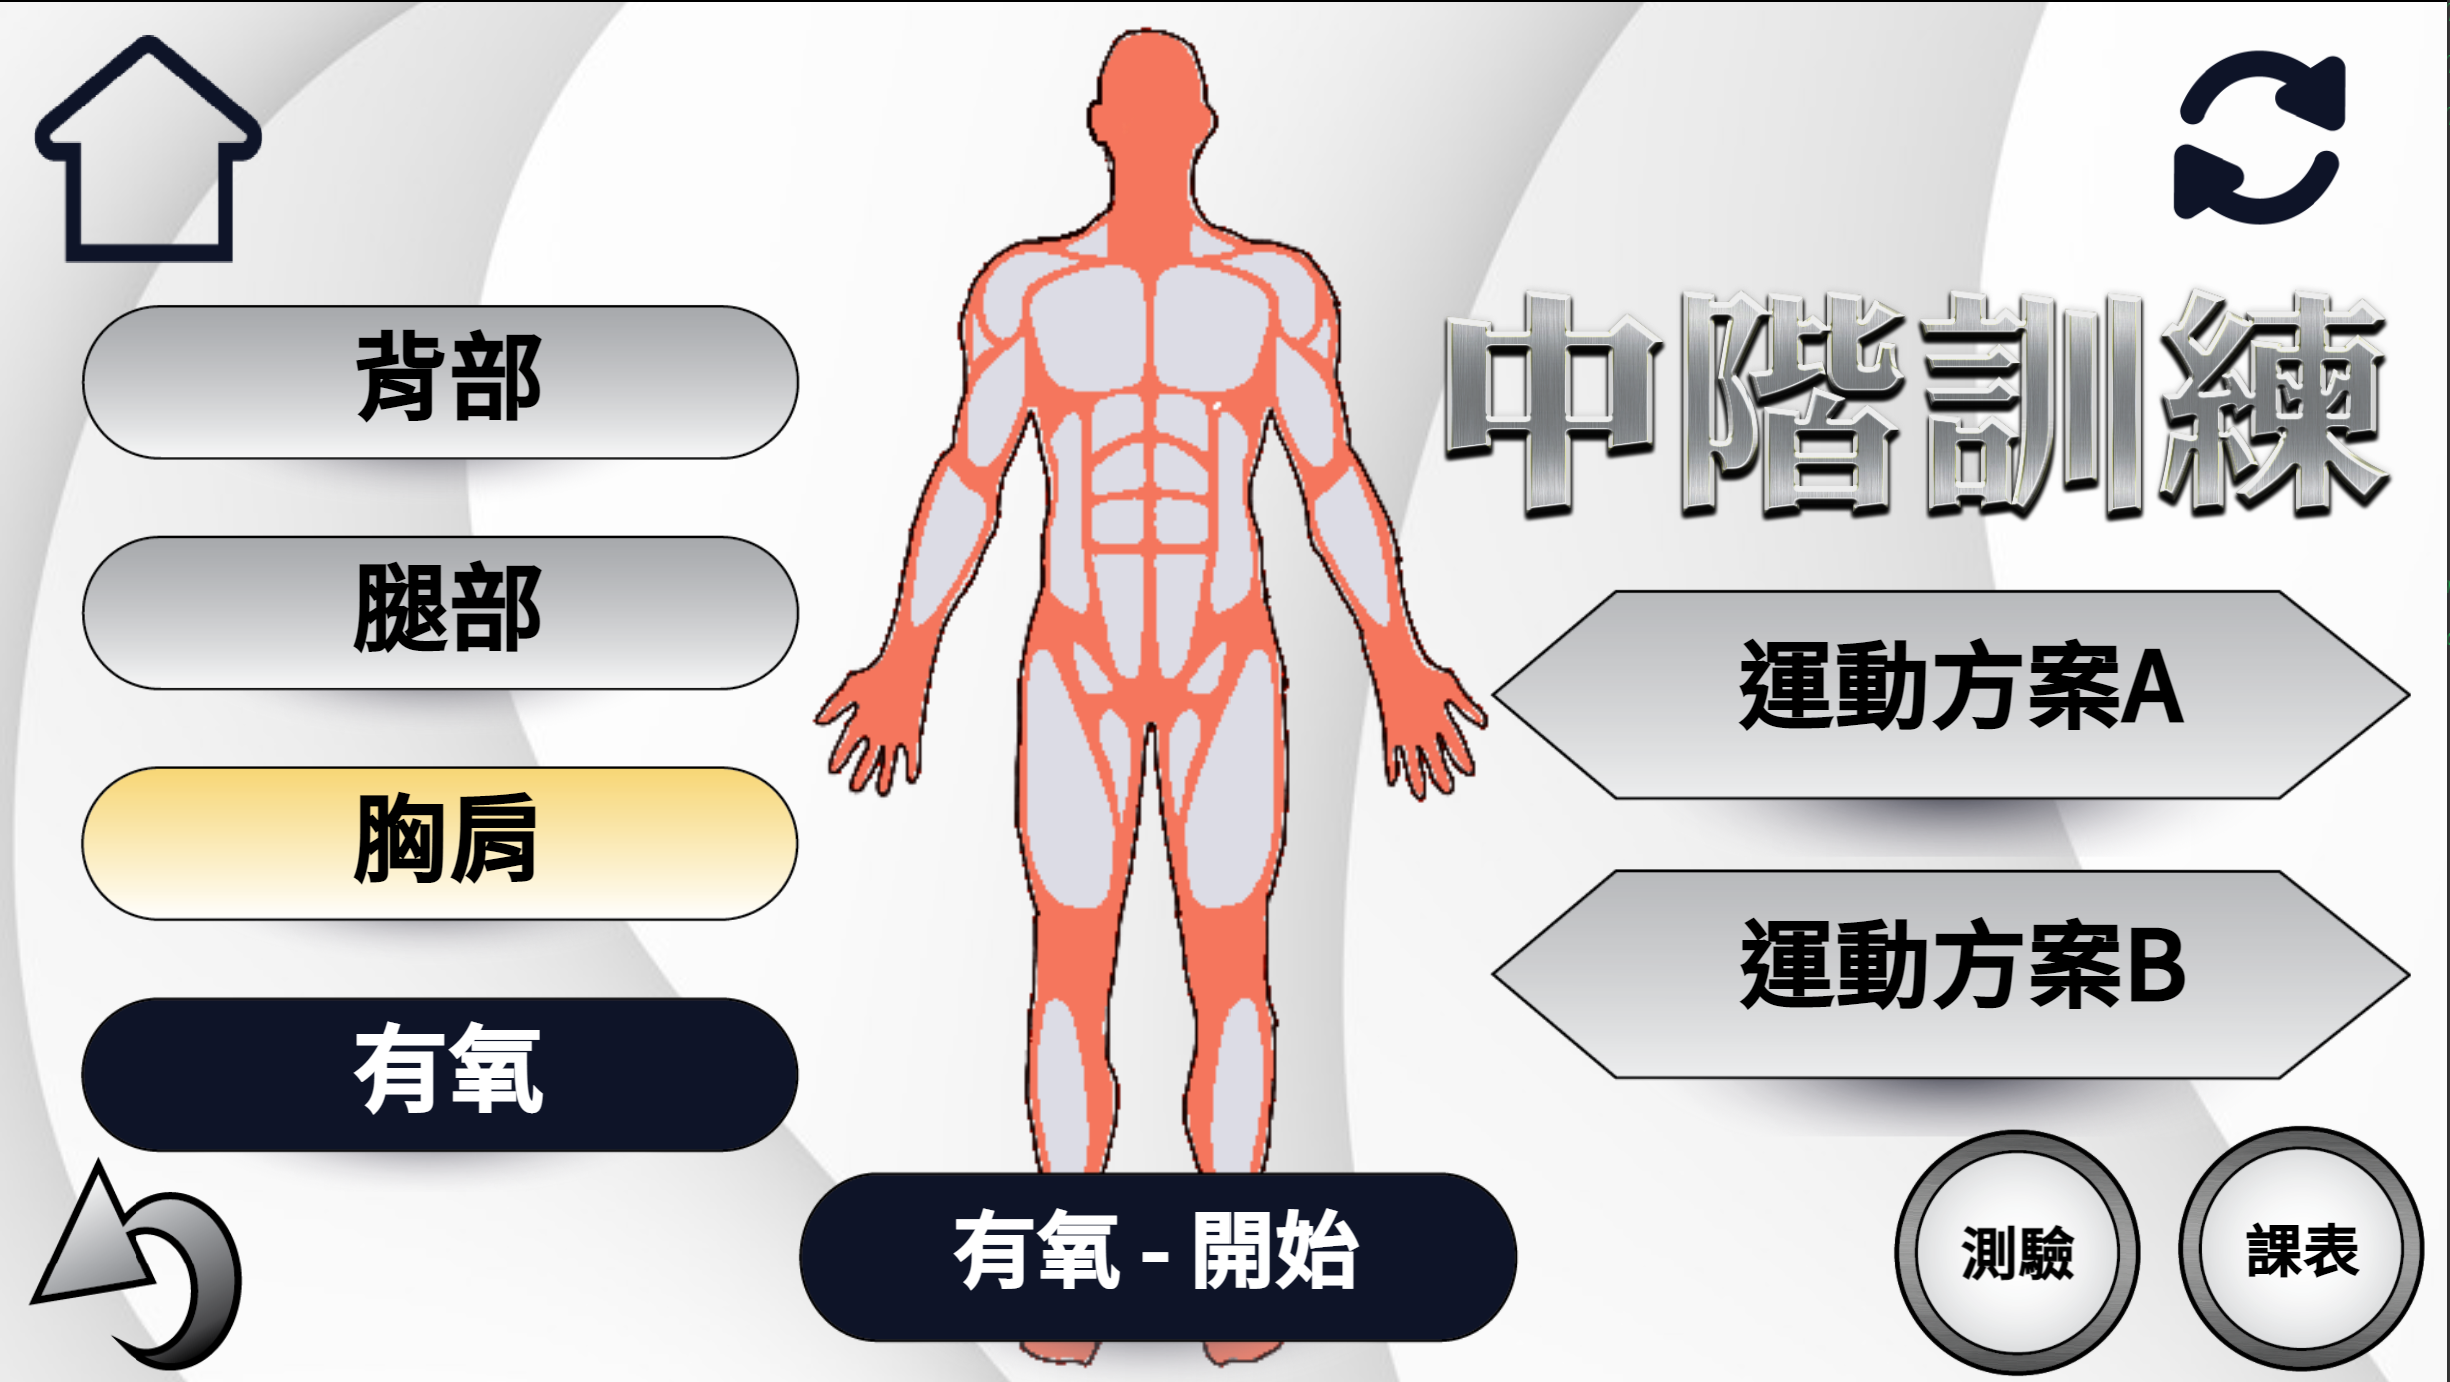 背部
腿部
胸肩
有氧
中階訓練
運動方案A
運動方案B
有氧 - 開始
測驗
課表